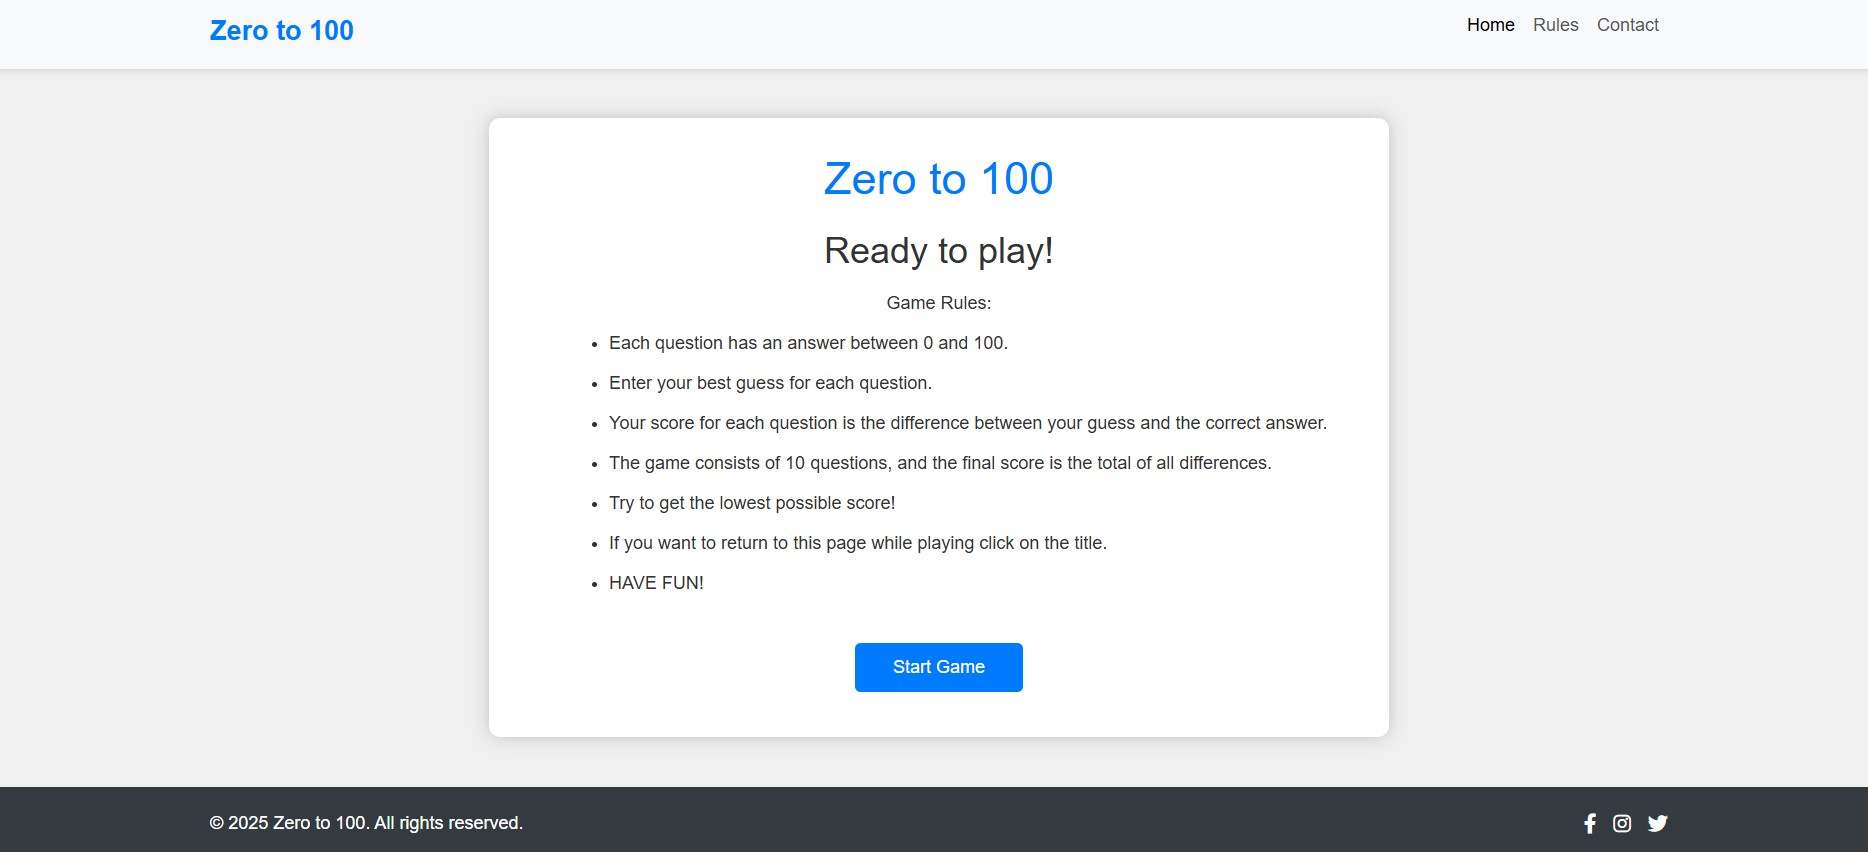 Zero to 100
Home Rules Contact
Zero to 100
Ready to play!
Game Rules:
• Each question has an answer between 0 and 100.
• Enter your best guess for each question.
• Your score for each question is the difference between your guess and the correct answer.
• The game consists of 10 questions, and the final score is the total of all differences.
• Try to get the lowest possible score!
• If you want to return to this page while playing click on the title.
• HAVE FUN!
Start Game
© 2025 Zero to 100. All rights reserved.